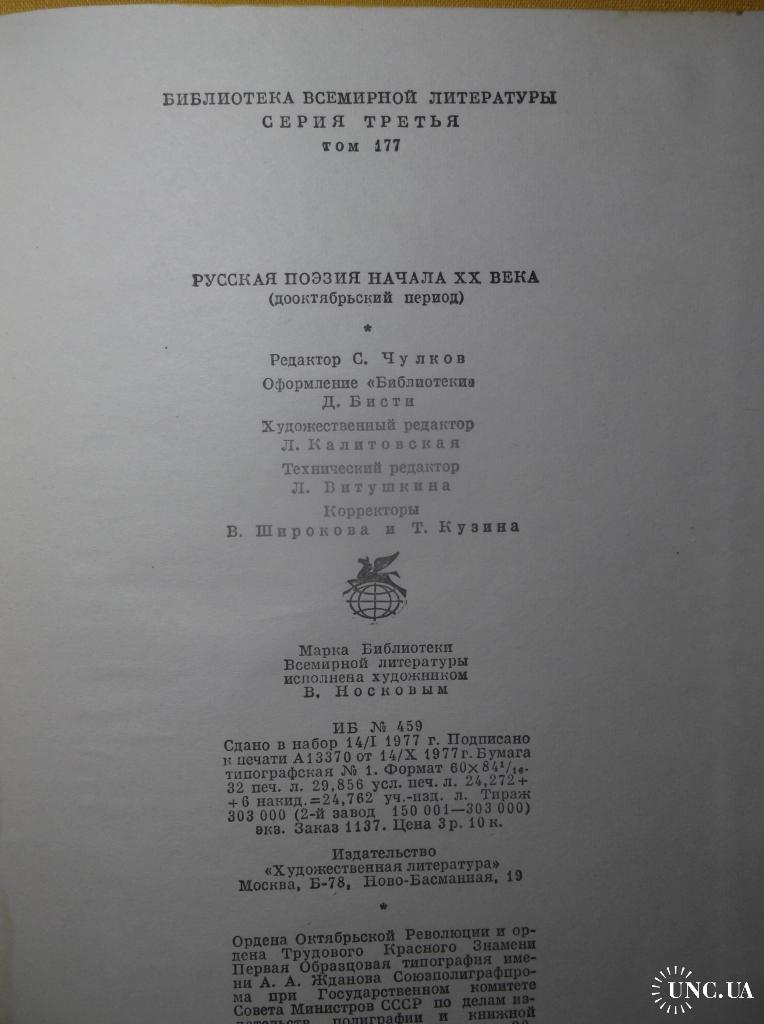 БИБЛИОТЕКА ВСЕМИРНОЙ ЛИТЕРАТУРЫ
СЕРИЯ ТРЕТЬЯ
том 177
РУССКАЯ ПОЭЗИЯ НАЧАЛА XX ВЕКА
(дооктябрьский период)
*
Редактор С. Чулков
Оформление «Библиотеки»
Д. Бисти
Художественный редактор
Л. Калитовская
Технический редактор
Л. Витушкина
Корректоры
В. Широкова и Т. Кузина
Марка Библиотеки
Всемирной литературы
исполнена художником
В. Носковым
ИБ № 459
Сдано в набор 14/I 1977 г. Подписано
к печати А13370 от 14/X 1977 г. Бумага
типографская № 1. Формат 60×84 1/16.
32 печ. л. 29,856 усл. печ. л. 24,272+
+6 накид.=24,762 уч.-изд. л. Тираж
303 000 (2-й завод 150 001—303 000)
экз. Заказ 1137. Цена 3 р. 10 к.
Издательство
«Художественная литература»
Москва, Б-78, Ново-Басманная, 19
*
Ордена Октябрьской Революции и ор-
дена Трудового Красного Знамени
Первая Образцовая типография име-
ни А. А. Жданова Союзполиграфпро-
ма при Государственном комитете
Совета Министров СССР по делам из-
дательств, полиграфии и книжной
UNC.UA